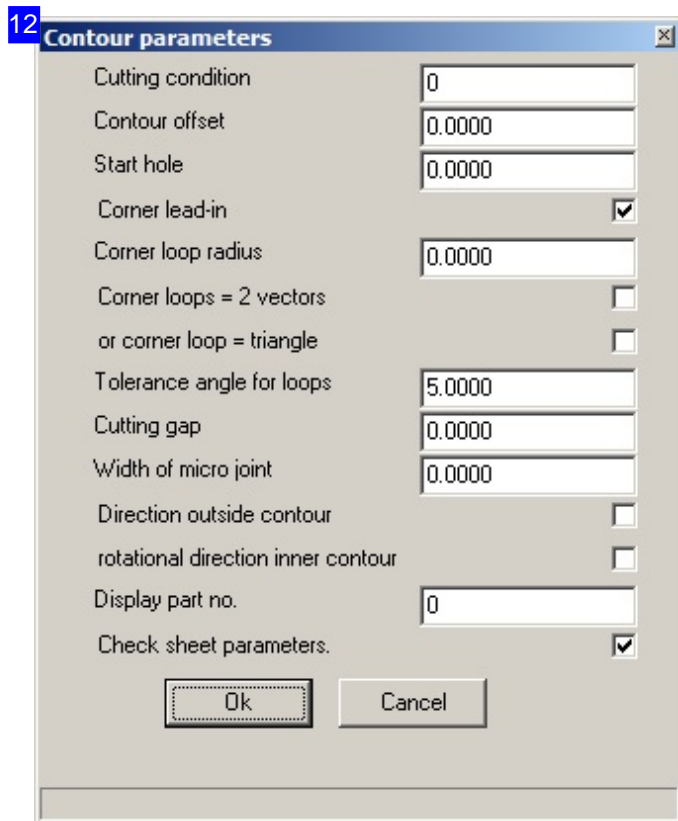 12
Contour parameters
Cutting condition 0
Contour offset 0.0000
Start hole 0.0000
Corner lead-in
Corner loop radius 0.0000
Corner loops = 2 vectors
or corner loop = triangle
Tolerance angle for loops 5.0000
Cutting gap 0.0000
Width of micro joint 0.0000
Direction outside contour
rotational direction inner contour
Display part no. 0
Check sheet parameters.
Ok Cancel